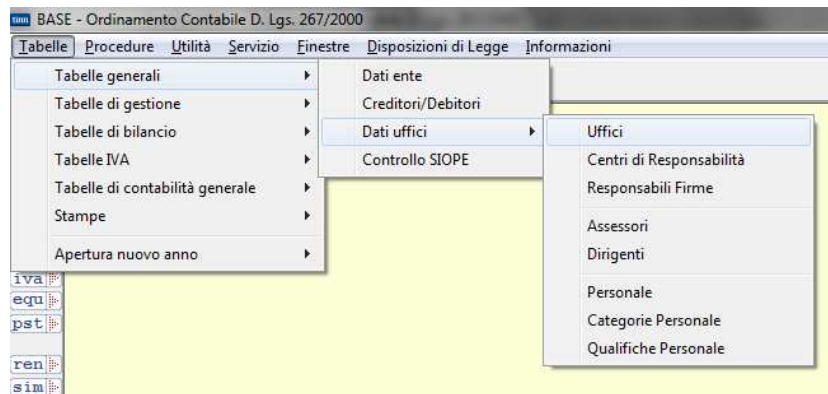 tinn BASE - Ordinamento Contabile D. Lgs. 267/2000
Tabelle Procedure Utilità Servizio Finestre Disposizioni di Legge Informazioni
Tabelle generali
Tabelle di gestione
Tabelle di bilancio
Tabelle IVA
Tabelle di contabilità generale
Stampe
Apertura nuovo anno
Dati ente
Creditori/Debitori
Dati uffici
Controllo SIOPE
Uffici
Centri di Responsabilità
Responsabili Firme
Assessori
Dirigenti
Personale
Categorie Personale
Qualifiche Personale
iva
equ
pst
ren
sim